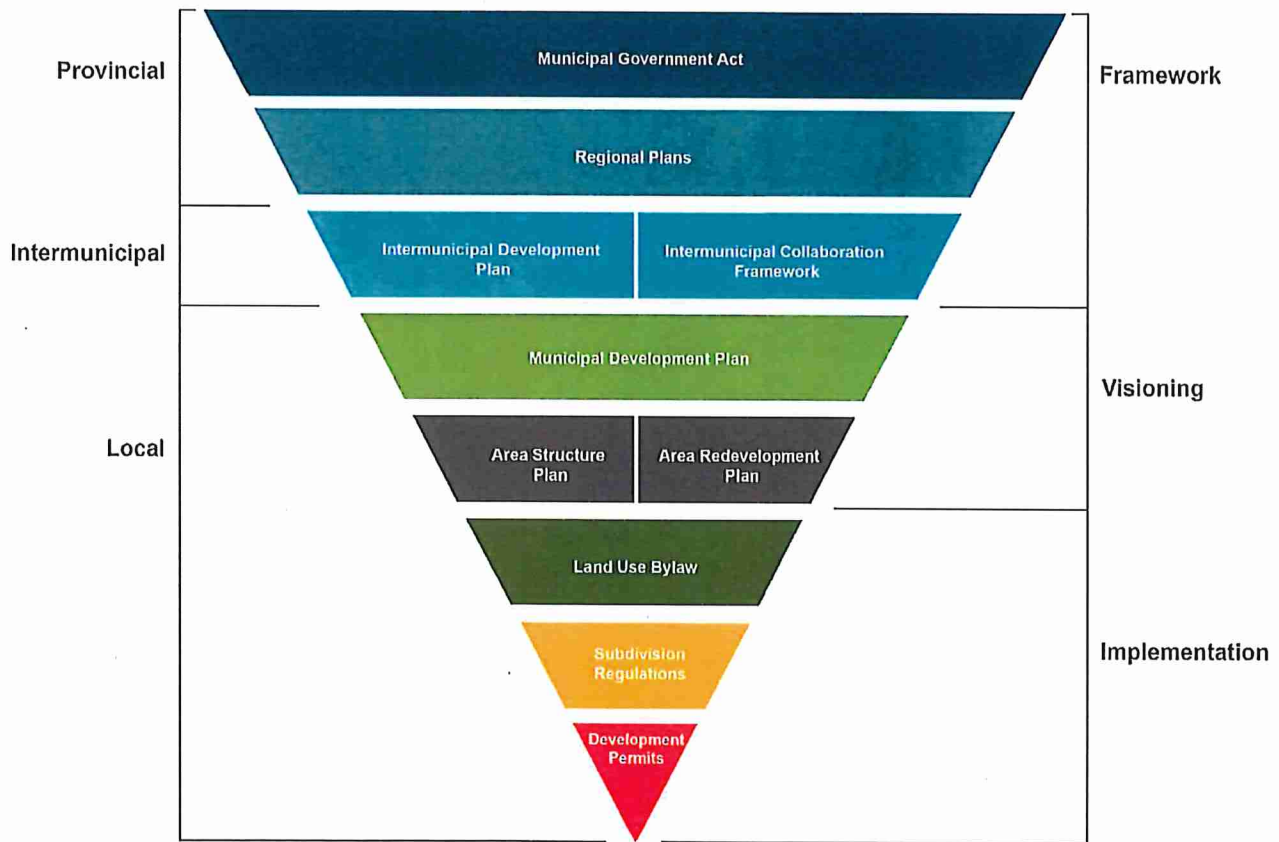 Provincial
Municipal Government Act
Framework
Regional Plans
Intermunicipal
Intermunicipal Development
Plan
Intermunicipal Collaboration
Framework
Municipal Development Plan
Visioning
Local
Area Structure
Plan
Area Redevelopment
Plan
Land Use Bylaw
Subdivision
Regulations
Implementation
Development
Permits